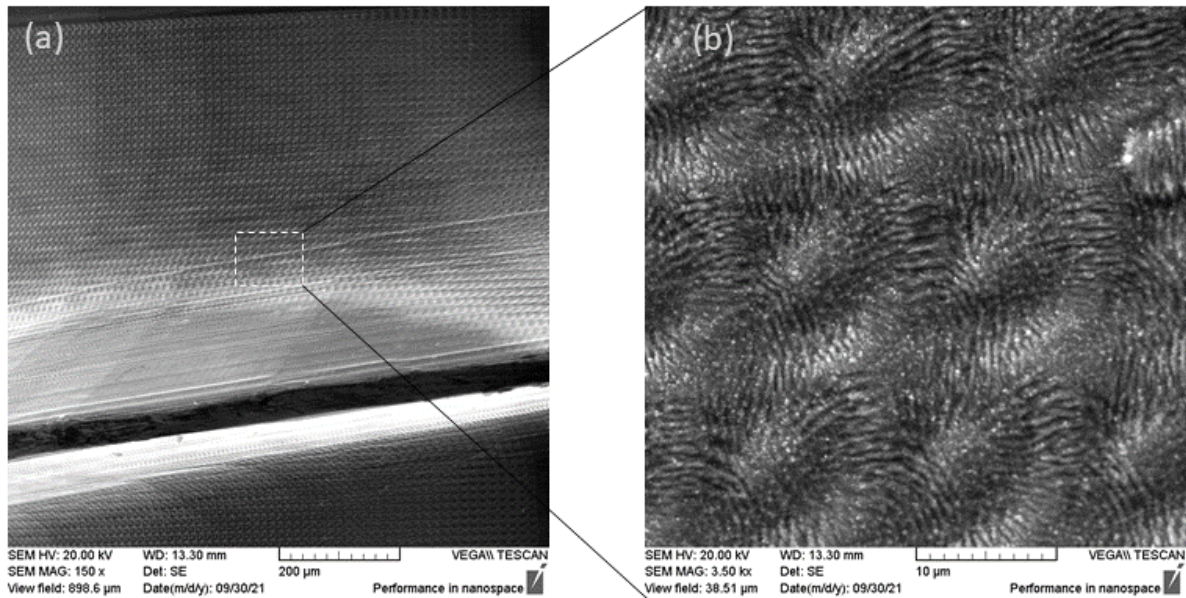 (a)
SEM HV: 20.00 kV WD: 13.30 mm VEGA\\ TESCAN
SEM MAG: 150 x Det: SE 200 µm
View field: 898.6 µm Date(m/d/y): 09/30/21 Performance in nanospace
(b)
SEM HV: 20.00 kV WD: 13.30 mm VEGA\\ TESCAN
SEM MAG: 3.50 kx Det: SE 10 µm
View field: 38.51 µm Date(m/d/y): 09/30/21 Performance in nanospace